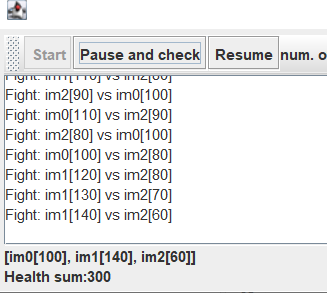 Start Pause and check Resume num. o
Fight: im1[110] vs im2[80]
Fight: im2[90] vs im0[100]
Fight: im0[110] vs im2[90]
Fight: im2[80] vs im0[100]
Fight: im0[100] vs im2[80]
Fight: im1[120] vs im2[80]
Fight: im1[130] vs im2[70]
Fight: im1[140] vs im2[60]
[im0[100], im1[140], im2[60]]
Health sum:300